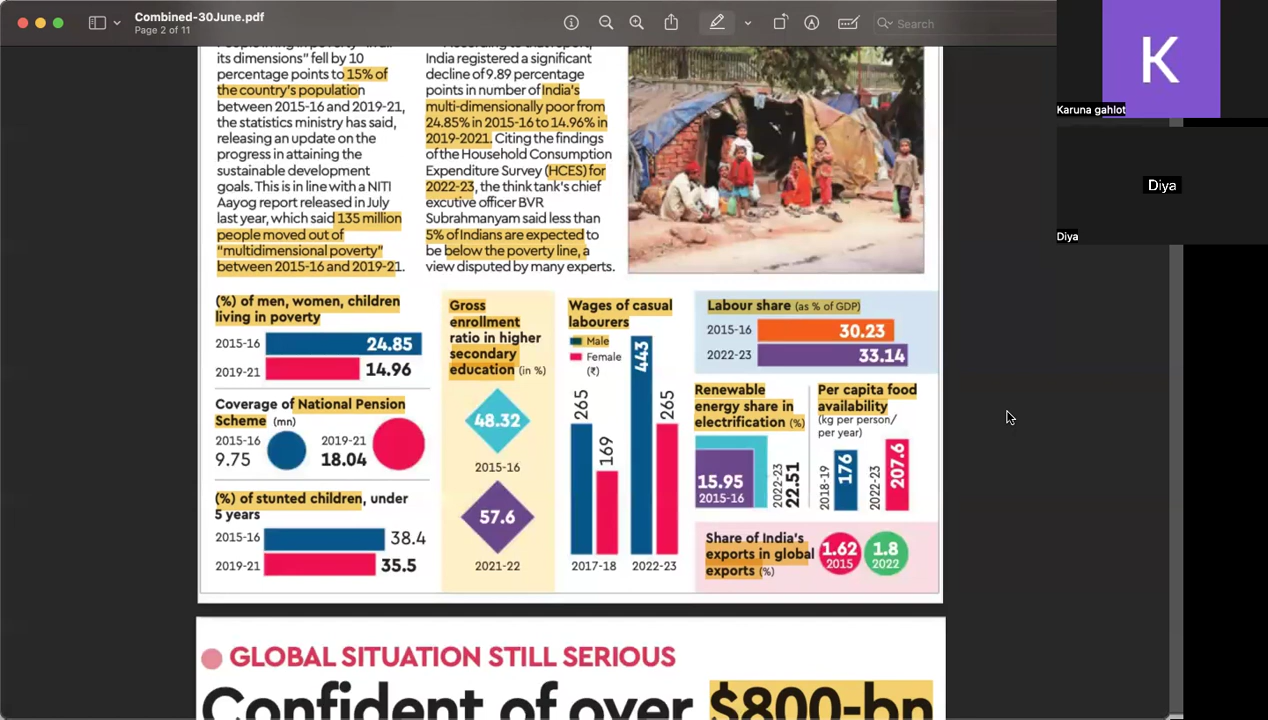 Combined-30June.pdf
Page 2 of 11
Search
K
Karuna gahlot
Diya
Diya
its dimensions" fell by 10
percentage points to 15% of
the country's population
between 2015-16 and 2019-21,
the statistics ministry has said,
releasing an update on the
progress in attaining the
sustainable development
goals. This is in line with a NITI
Aayog report released in July
last year, which said 135 million
people moved out of
"multidimensional poverty"
between 2015-16 and 2019-21.
According to that report,
India registered a significant
decline of 9.89 percentage
points in number of India's
multi-dimensionally poor from
24.85% in 2015-16 to 14.96% in
2019-2021. Citing the findings
of the Household Consumption
Expenditure Survey (HCES) for
2022-23, the think tank's chief
excutive officer BVR
Subrahmanyam said less than
5% of Indians are expected to
be below the poverty line, a
view disputed by many experts.
(%) of men, women, children
living in poverty
2015-16 24.85
2019-21 14.96
Coverage of National Pension
Scheme (mn)
2015-16 2019-21
9.75 18.04
(%) of stunted children, under
5 years
2015-16 38.4
2019-21 35.5
Gross
enrollment
ratio in higher
secondary
education (in %)
48.32
2015-16
57.6
2021-22
Wages of casual
labourers
Male
Female
(₹)
265 169 443 265
2017-18 2022-23
Labour share (as % of GDP)
2015-16 30.23
2022-23 33.14
Renewable
energy share in
electrification (%)
15.95
2015-16
2022-23
22.51
Per capita food
availability
(kg per person/
per year)
2018-19 176
2022-23 207.6
Share of India's
exports in global
exports (%)
1.62
2015
1.8
2022
GLOBAL SITUATION STILL SERIOUS
Confident of over $800-bn